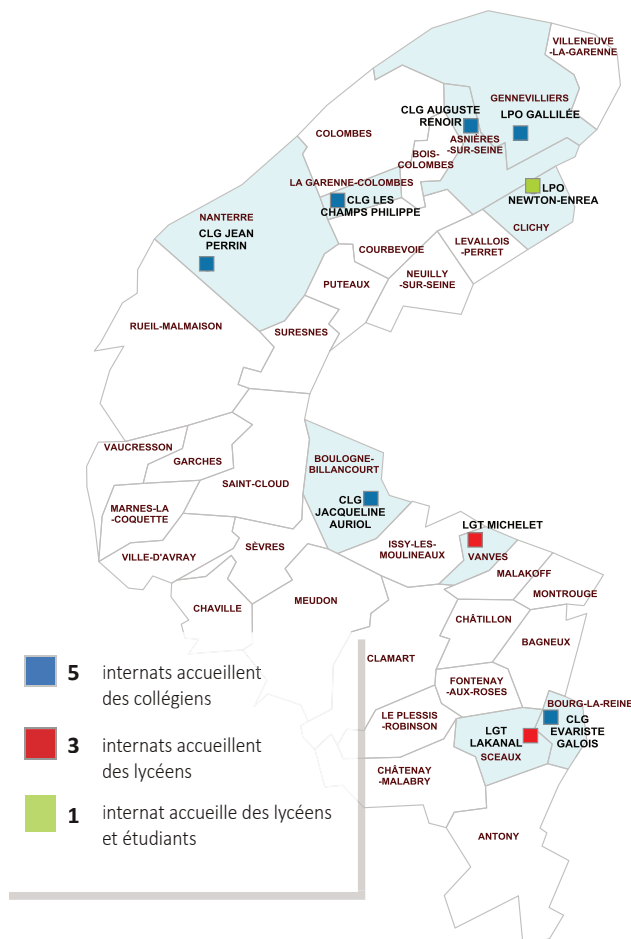 VILLENEUVE
-LA-GARENNE
GENNEVILLIERS
CLG AUGUSTE
RENOIR
LPO GALLILÉE
COLOMBES
ASNIÈRES
-SUR-SEINE
BOIS-
COLOMBES
LA GARENNE-COLOMBES
CLG LES
CHAMPS PHILIPPE
LPO
NEWTON-ENREA
NANTERRE
CLG JEAN
PERRIN
CLICHY
COURBEVOIE
LEVALLOIS
-PERRET
NEUILLY
-SUR-SEINE
PUTEAUX
RUEIL-MALMAISON
SURESNES
VAUCRESSON
GARCHES
BOULOGNE-
BILLANCOURT
SAINT-CLOUD
CLG
JACQUELINE
AURIOL
MARNES-LA
-COQUETTE
LGT MICHELET
VILLE-D'AVRAY
SÈVRES
ISSY-LES-
MOULINEAUX
VANVES
MALAKOFF
MONTROUGE
CHAVILLE
MEUDON
CHÂTILLON
BAGNEUX
CLAMART
FONTENAY
-AUX-ROSES
BOURG-LA-REINE
LE PLESSIS
-ROBINSON
LGT
LAKANAL
CLG
EVARISTE
GALOIS
SCEAUX
CHÂTENAY
-MALABRY
ANTONY
5 internats accueillent
des collégiens
3 internats accueillent
des lycéens
1 internat accueille des lycéens
et étudiants